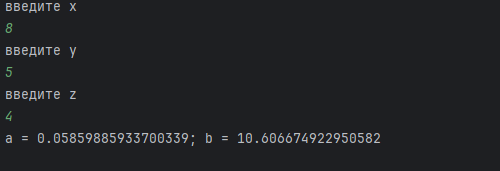 введите x
8
введите y
5
введите z
4
a = 0.05859885933700339; b = 10.606674922950582